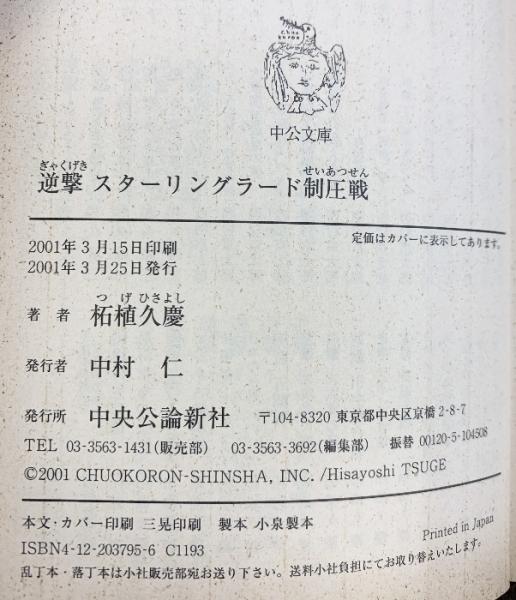 中公文庫
ぎゃくげき せいあつせん
逆撃 スターリングラード制圧戦
定価はカバーに表示してあります。
2001年3月15日印刷
2001年3月25日発行
つげ ひさよし
著者 柘植久慶
発行者 中村 仁
発行所 中央公論新社 〒104-8320 東京都中央区京橋2-8-7
TEL 03-3563-1431(販売部) 03-3563-3692(編集部) 振替 00120-5-104508
©2001 CHUOKORON-SHINSHA, INC. /Hisayoshi TSUGE
本文・カバー印刷 三晃印刷 製本 小泉製本
ISBN4-12-203795-6 C1193
Printed in Japan
乱丁本・落丁本は小社販売部宛お送り下さい。送料小社負担にてお取り替えいたします。